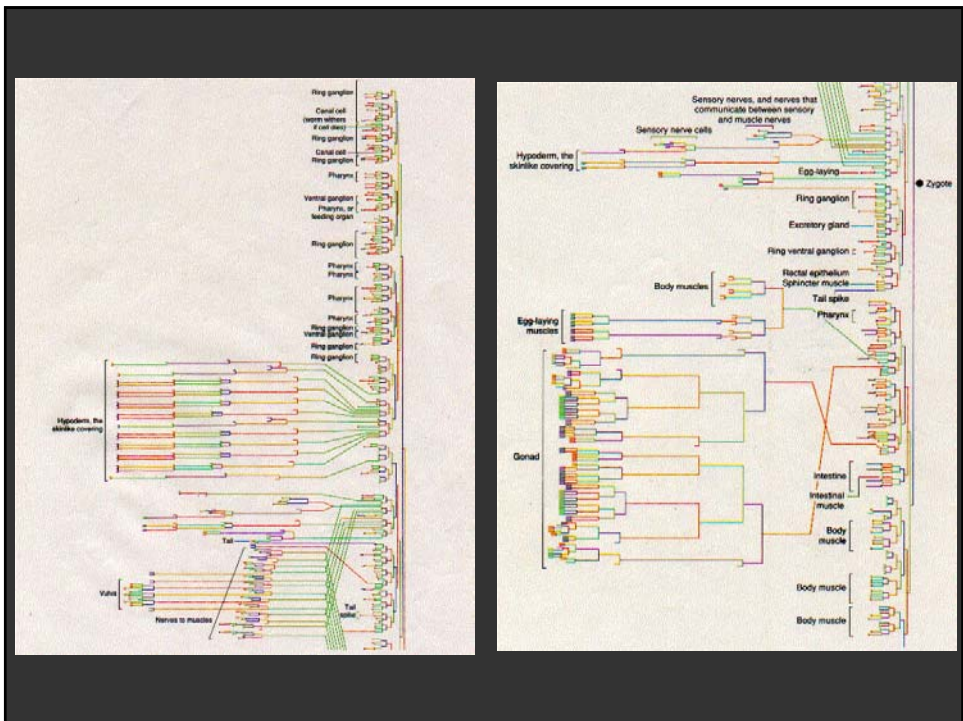 Ring ganglion
Canal cell
(worm withers
if cell dies)
Ring ganglion
Canal cell
Ring ganglion
Pharynx
Ventral ganglion
Pharynx, or
feeding organ
Ring ganglion
Pharynx
Pharynx
Pharynx
Pharynx
Ring ganglion
Ventral ganglion
Ring ganglion
Ring ganglion
Hypoderm, the
skinlike covering
Tail
Vulva
Nerves to muscles
Tail
spike
Sensory nerves, and nerves that
communicate between sensory
and muscle nerves
Sensory nerve cells
Hypoderm, the
skinlike covering
Egg-laying
Zygote
Ring ganglion
Excretory gland
Ring ventral ganglion
Rectal epithelium
Sphincter muscle
Tail spike
Pharynx
Body muscles
Egg-laying
muscles
Gonad
Intestine
Intestinal
muscle
Body
muscle
Body muscle
Body muscle